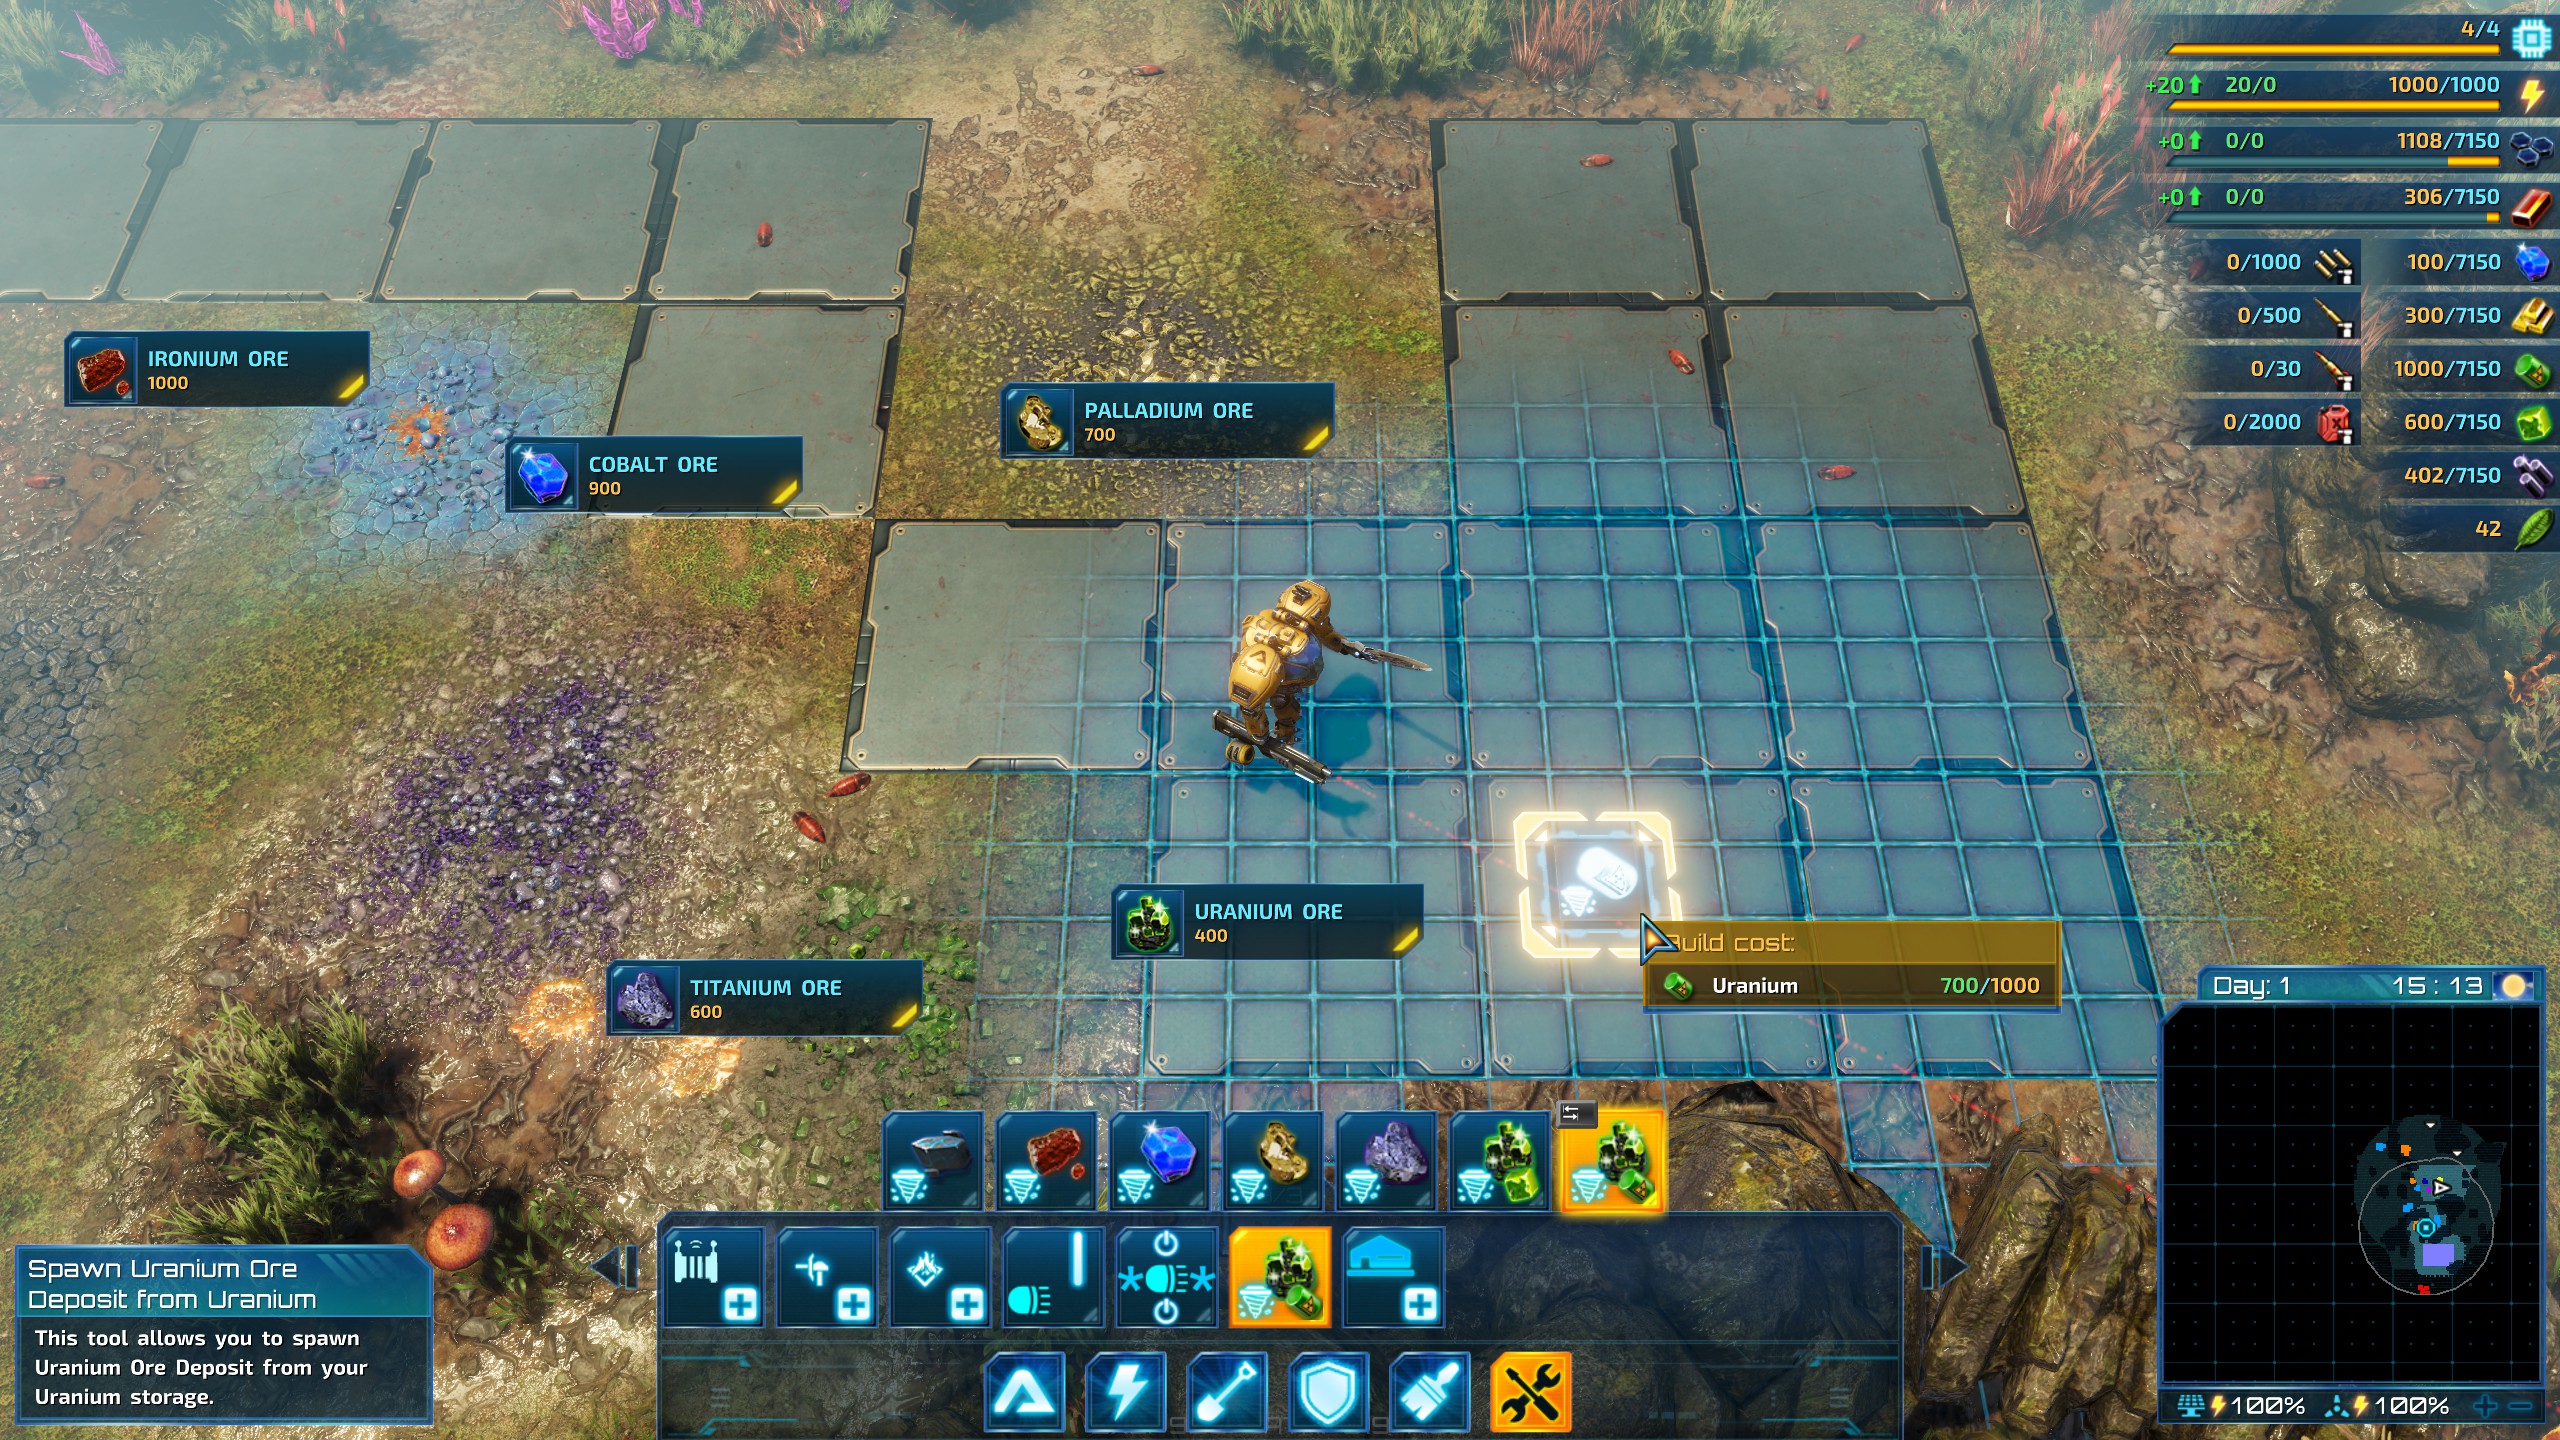 4/4
+20 20/0 1000/1000
+0 0/0 1108/7150
+0 0/0 306/7150
0/1000 100/7150
0/500 300/7150
0/30 1000/7150
0/2000 600/7150
402/7150
42
IRONIUM ORE
1000
COBALT ORE
900
PALLADIUM ORE
700
URANIUM ORE
400
TITANIUM ORE
600
Build cost:
Uranium 700/1000
Day: 1 15:13
Spawn Uranium Ore
Deposit from Uranium
This tool allows you to spawn
Uranium Ore Deposit from your
Uranium storage.
100% 100%